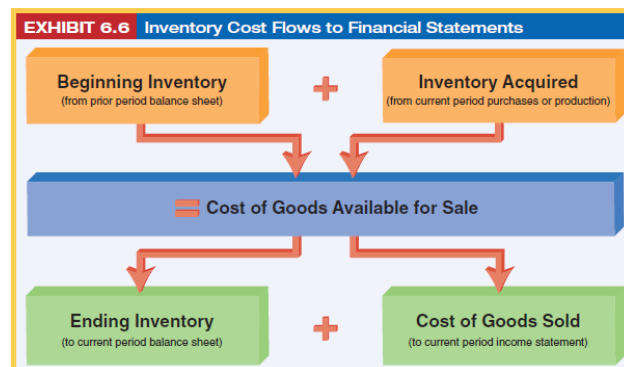 EXHIBIT 6.6 Inventory Cost Flows to Financial Statements
Beginning Inventory
(from prior period balance sheet)
+
Inventory Acquired
(from current period purchases or production)
= Cost of Goods Available for Sale
Ending Inventory
(to current period balance sheet)
+
Cost of Goods Sold
(to current period income statement)